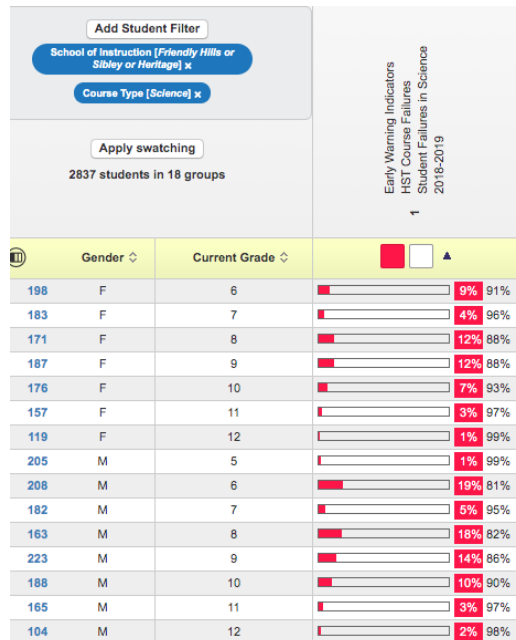 Add Student Filter
School of Instruction [Friendly Hills or
Sibley or Heritage] x
Course Type [Science] x
Apply swatching
2837 students in 18 groups
Early Warning Indicators
HST Course Failures
Student Failures in Science
2018-2019
1
Gender Current Grade
198 F 6 9% 91%
183 F 7 4% 96%
171 F 8 12% 88%
187 F 9 12% 88%
176 F 10 7% 93%
157 F 11 3% 97%
119 F 12 1% 99%
205 M 5 1% 99%
208 M 6 19% 81%
182 M 7 5% 95%
163 M 8 18% 82%
223 M 9 14% 86%
188 M 10 10% 90%
165 M 11 3% 97%
104 M 12 2% 98%